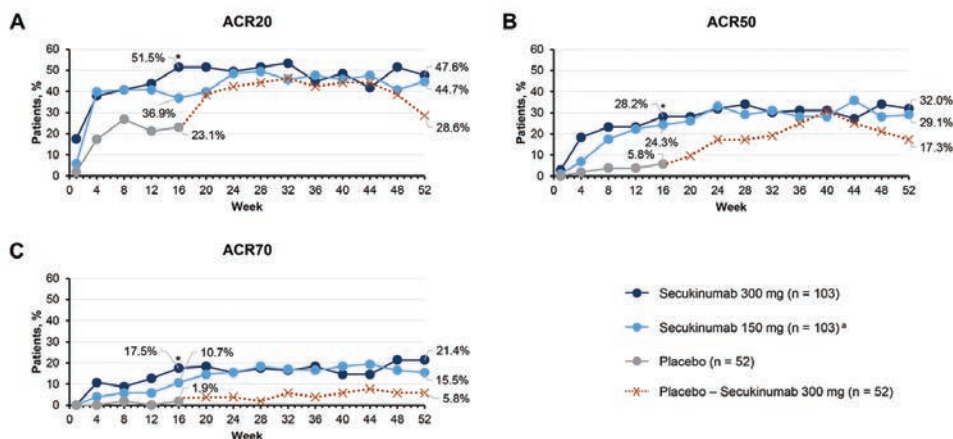 A
ACR20
Patients, %
60
50
40
30
20
10
0
51.5%
*
36.9%
23.1%
47.6%
44.7%
28.6%
0 4 8 12 16 20 24 28 32 36 40 44 48 52
Week
B
ACR50
Patients, %
60
50
40
30
20
10
0
28.2%
*
24.3%
5.8%
32.0%
29.1%
17.3%
0 4 8 12 16 20 24 28 32 36 40 44 48 52
Week
C
ACR70
Patients, %
60
50
40
30
20
10
0
17.5%
*
10.7%
1.9%
21.4%
15.5%
5.8%
0 4 8 12 16 20 24 28 32 36 40 44 48 52
Week
Secukinumab 300 mg (n = 103)
Secukinumab 150 mg (n = 103)ª
Placebo (n = 52)
Placebo – Secukinumab 300 mg (n = 52)